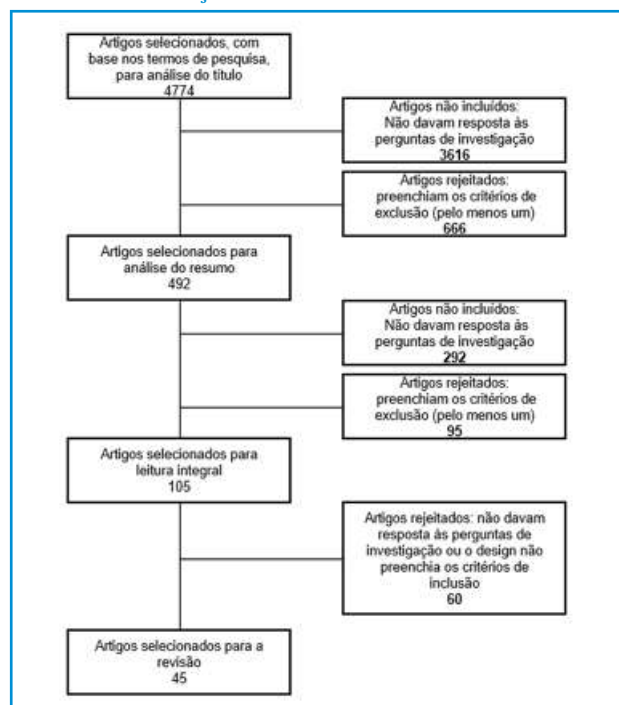 Artigos selecionados, com
base nos termos de pesquisa,
para análise do título
4774
Artigos não incluídos:
Não davam resposta às
perguntas de investigação
3616
Artigos rejeitados:
preenchiam os critérios de
exclusão (pelo menos um)
666
Artigos selecionados para
análise do resumo
492
Artigos não incluídos:
Não davam resposta às
perguntas de investigação
292
Artigos rejeitados:
preenchiam os critérios de
exclusão (pelo menos um)
95
Artigos selecionados para
leitura integral
105
Artigos rejeitados: não davam
resposta às perguntas de
investigação ou o design não
preenchia os critérios de
inclusão
60
Artigos selecionados para a
revisão
45